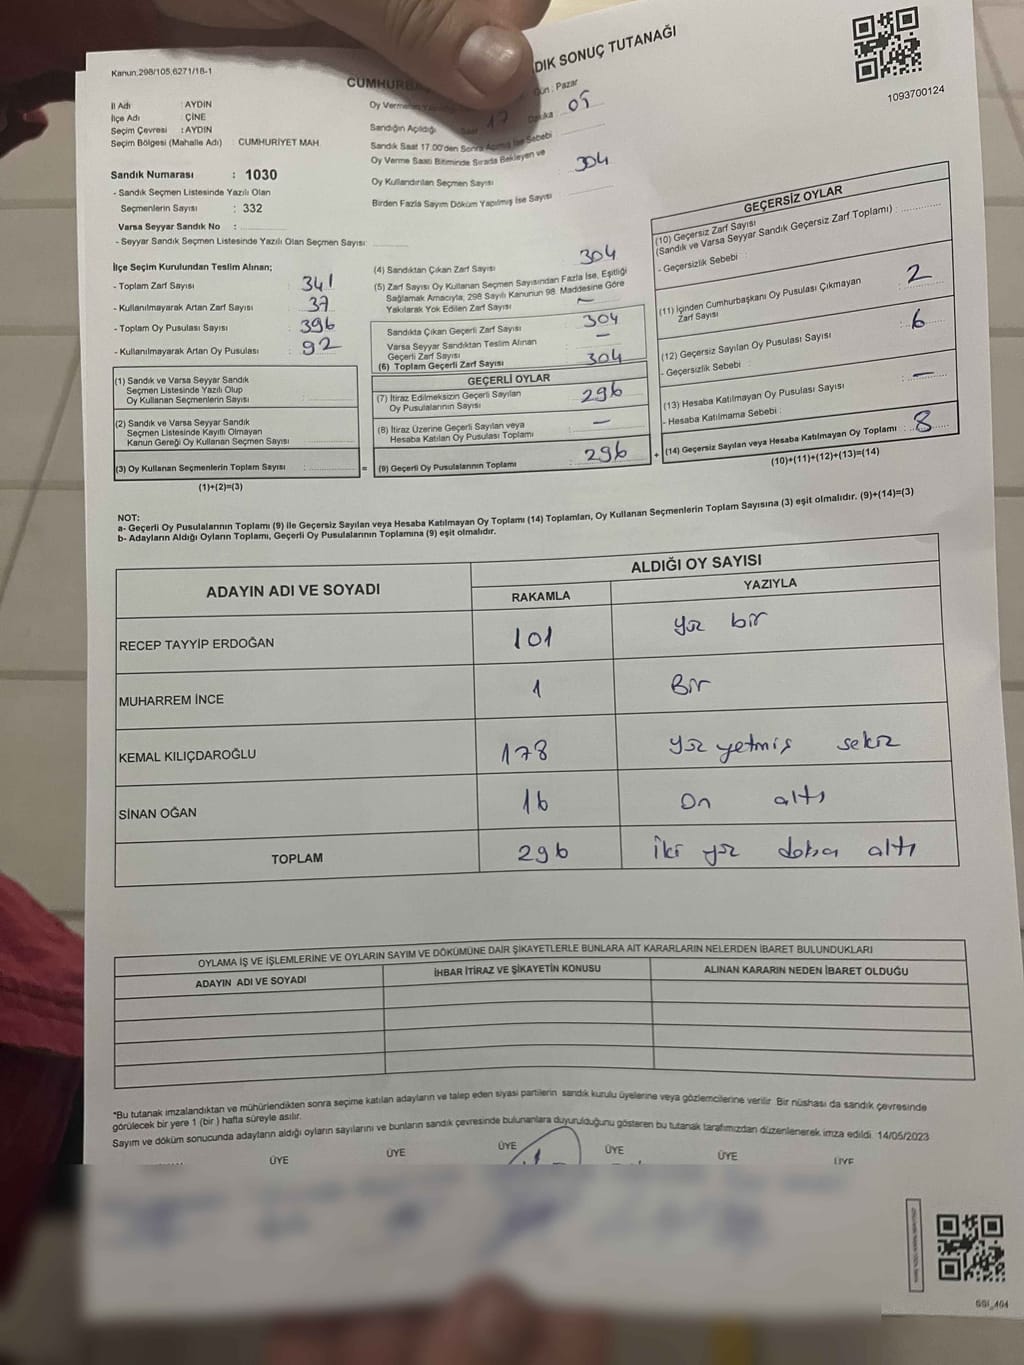 Kanun;298/105,6271/18-1
CUMHUR DIK SONUÇ TUTANAĞI
1093700124
İl Adı : AYDIN
İlçe Adı : ÇİNE
Seçim Çevresi : AYDIN
Seçim Bölgesi (Mahalle Adı) : CUMHURİYET MAH.
Sandık Numarası : 1030
- Sandık Seçmen Listesinde Yazılı Olan
Seçmenlerin Sayısı : 332
Varsa Seyyar Sandık No :
- Seyyar Sandık Seçmen Listesinde Yazılı Olan Seçmen Sayısı:
Gün : Pazar
Oy Vermenin
Sandığın Açıldığı Saat 17 Dakika : 05
Sandık Saat 17.00'den Sonra Açılmış İse Sebebi
Oy Verme Saati Bitiminde Sırada Bekleyen ve
Oy Kullandırılan Seçmen Sayısı 304
Birden Fazla Sayım Döküm Yapılmış İse Sayısı
İlçe Seçim Kurulundan Teslim Alınan;
- Toplam Zarf Sayısı : 341
- Kullanılmayarak Artan Zarf Sayısı : 37
- Toplam Oy Pusulası Sayısı : 396
- Kullanılmayarak Artan Oy Pusulası : 92
(1) Sandık ve Varsa Seyyar Sandık
Seçmen Listesinde Yazılı Olup
Oy Kullanan Seçmenlerin Sayısı :
(2) Sandık ve Varsa Seyyar Sandık
Seçmen Listesinde Kayıtlı Olmayan
Kanun Gereği Oy Kullanan Seçmen Sayısı :
(3) Oy Kullanan Seçmenlerin Toplam Sayısı : =
(1)+(2)=(3)
(4) Sandıktan Çıkan Zarf Sayısı 304
(5) Zarf Sayısı Oy Kullanan Seçmen Sayısından Fazla İse, Eşitliği
Sağlamak Amacıyla, 298 Sayılı Kanunun 98. Maddesine Göre
Yakılarak Yok Edilen Zarf Sayısı : ~
Sandıkta Çıkan Geçerli Zarf Sayısı : 304
Varsa Seyyar Sandıktan Teslim Alınan
Geçerli Zarf Sayısı : —
(6) Toplam Geçerli Zarf Sayısı : 304
GEÇERLİ OYLAR
(7) İtiraz Edilmeksizin Geçerli Sayılan
Oy Pusulalarının Sayısı : 296
(8) İtiraz Üzerine Geçerli Sayılan veya
Hesaba Katılan Oy Pusulası Toplamı : —
(9) Geçerli Oy Pusulalarının Toplamı : 296 +
GEÇERSİZ OYLAR
(10) Geçersiz Zarf Sayısı
(Sandık ve Varsa Seyyar Sandık Geçersiz Zarf Toplamı) :
- Geçersizlik Sebebi :
(11) İçinden Cumhurbaşkanı Oy Pusulası Çıkmayan
Zarf Sayısı : 2
(12) Geçersiz Sayılan Oy Pusulası Sayısı : 6
- Geçersizlik Sebebi :
(13) Hesaba Katılmayan Oy Pusulası Sayısı : —
- Hesaba Katılmama Sebebi :
(14) Geçersiz Sayılan veya Hesaba Katılmayan Oy Toplamı : 8
(10)+(11)+(12)+(13)=(14)
NOT:
a- Geçerli Oy Pusulalarının Toplamı (9) ile Geçersiz Sayılan veya Hesaba Katılmayan Oy Toplamı (14) Toplamları, Oy Kullanan Seçmenlerin Toplam Sayısına (3) eşit olmalıdır. (9)+(14)=(3)
b- Adayların Aldığı Oyların Toplamı, Geçerli Oy Pusulalarının Toplamına (9) eşit olmalıdır.
ADAYIN ADI VE SOYADI ALDIĞI OY SAYISI
RAKAMLA YAZIYLA
RECEP TAYYİP ERDOĞAN 101 yüz bir
MUHARREM İNCE 1 Bir
KEMAL KILIÇDAROĞLU 178 yüz yetmiş sekiz
SİNAN OĞAN 16 On altı
TOPLAM 296 iki yüz doksan altı
OYLAMA İŞ VE İŞLEMLERİNE VE OYLARIN SAYIM VE DÖKÜMÜNE DAİR ŞİKAYETLERLE BUNLARA AİT KARARLARIN NELERDEN İBARET BULUNDUKLARI
ADAYIN ADI VE SOYADI İHBAR İTİRAZ VE ŞİKAYETİN KONUSU ALINAN KARARIN NEDEN İBARET OLDUĞU
*Bu tutanak imzalandıktan ve mühürlendikten sonra seçime katılan adayların ve talep eden siyasi partilerin sandık kurulu üyelerine veya gözlemcilerine verilir. Bir nüshası da sandık çevresinde
görülecek bir yere 1 (bir ) hafta süreyle asılır.
Sayım ve döküm sonucunda adayların aldığı oyların sayılarını ve bunların sandık çevresinde bulunanlara duyurulduğunu gösteren bu tutanak tarafımızdan düzenlenerek imza edildi. 14/05/2023
ÜYE ÜYE ÜYE ÜYE ÜYE ÜYE